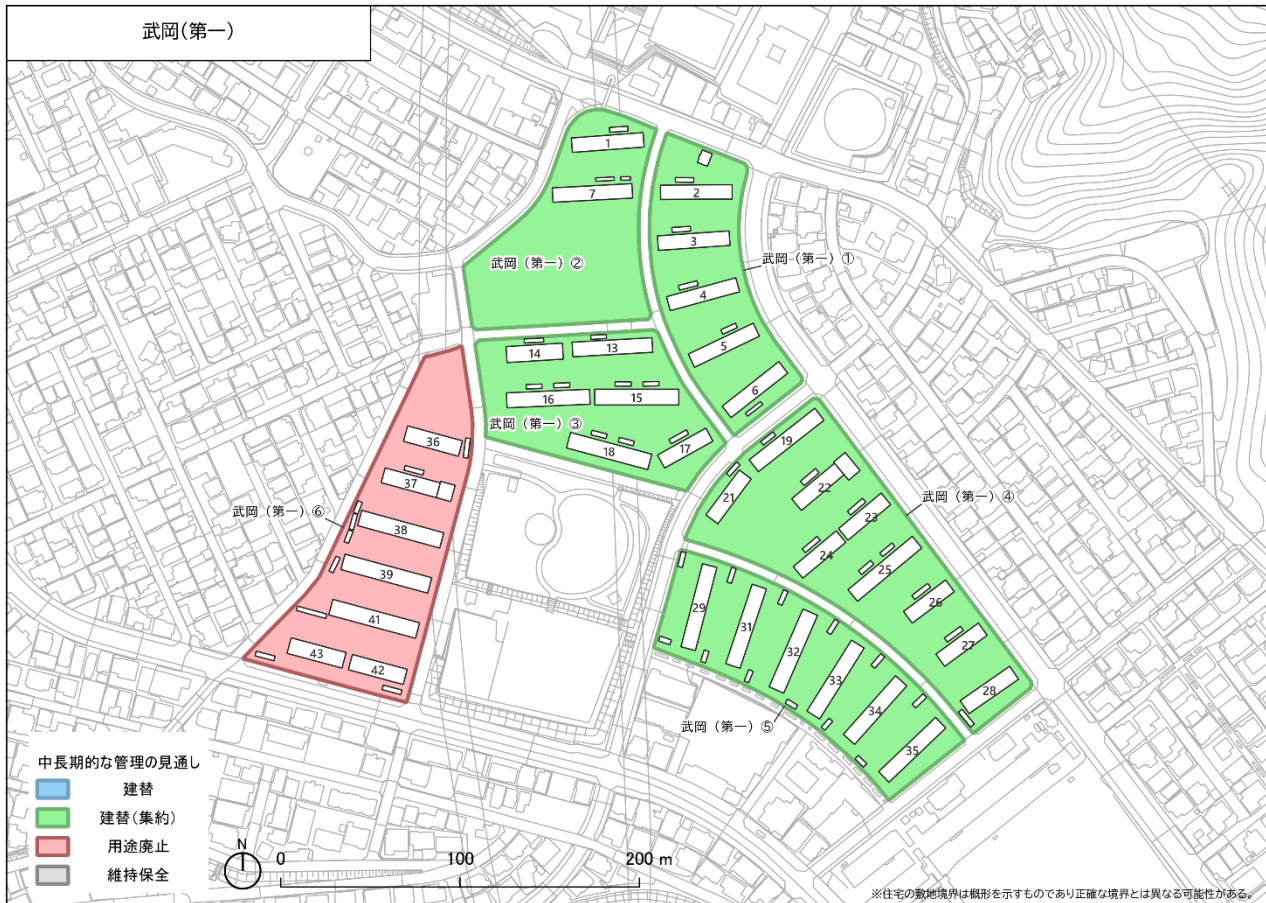 武岡(第一)
1
7
2
3
武岡（第一）②
武岡（第一）①
4
5
6
14
13
16
15
武岡（第一）③
18
17
36
37
武岡（第一）⑥
38
39
41
43
42
19
21
22
武岡（第一）④
23
24
25
26
27
28
29
31
32
33
34
35
武岡（第一）⑤
中長期的な管理の見通し
建替
建替(集約)
用途廃止
維持保全
N
0
100
200 m
※住宅の敷地境界は概形を示すものであり正確な境界とは異なる可能性がある。